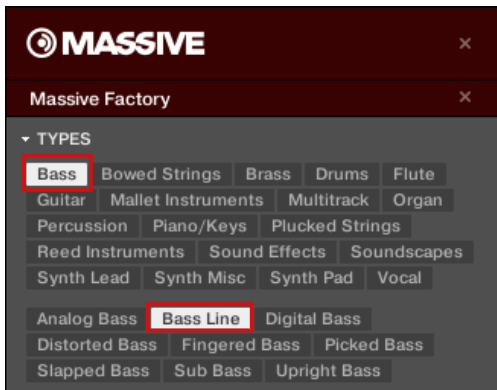 MASSIVE ×
Massive Factory ×
TYPES
Bass Bowed Strings Brass Drums Flute
Guitar Mallet Instruments Multitrack Organ
Percussion Piano/Keys Plucked Strings
Reed Instruments Sound Effects Soundscapes
Synth Lead Synth Misc Synth Pad Vocal
Analog Bass Bass Line Digital Bass
Distorted Bass Fingered Bass Picked Bass
Slapped Bass Sub Bass Upright Bass